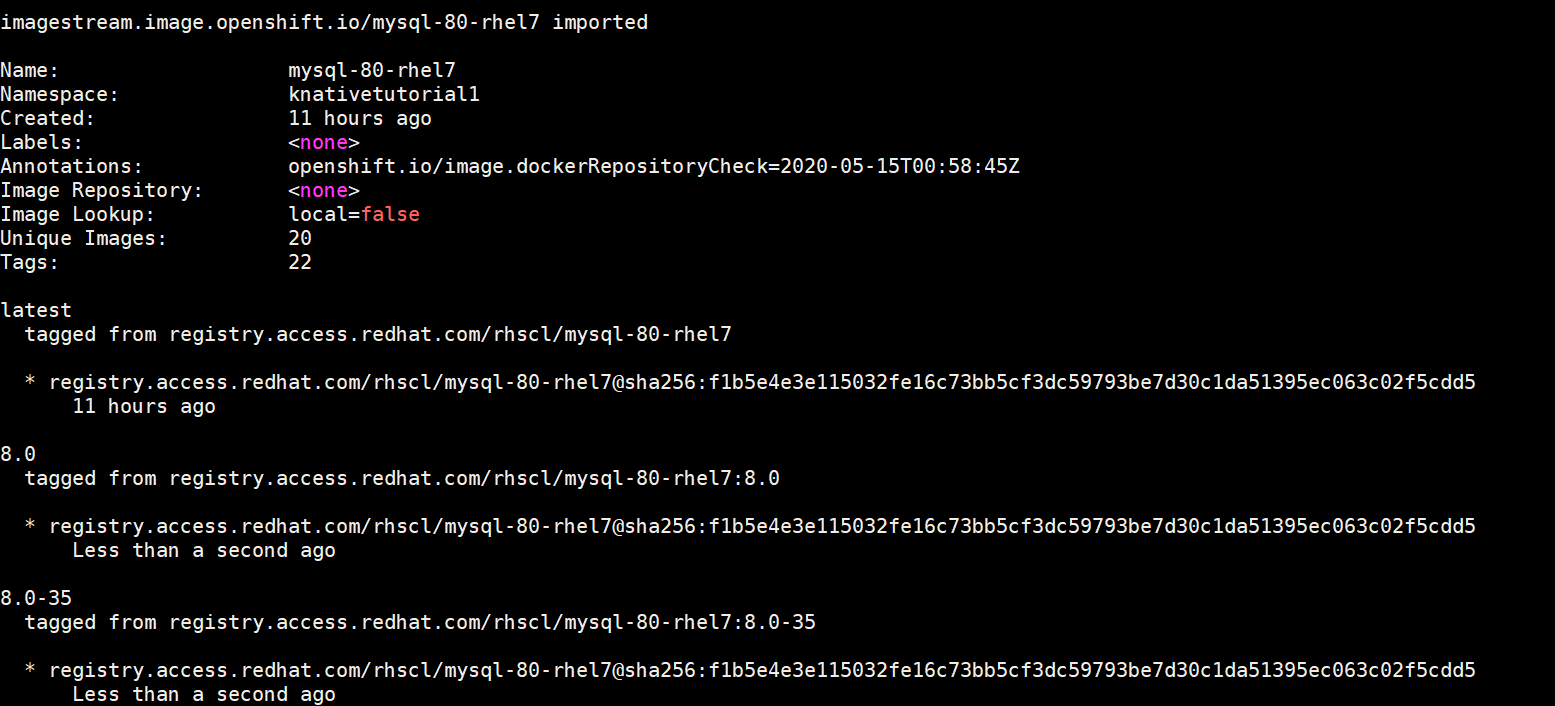 imagestream.image.openshift.io/mysql-80-rhel7 imported
Name: mysql-80-rhel7
Namespace: knativetutorial1
Created: 11 hours ago
Labels: <none>
Annotations: openshift.io/image.dockerRepositoryCheck=2020-05-15T00:58:45Z
Image Repository: <none>
Image Lookup: local=false
Unique Images: 20
Tags: 22
latest
tagged from registry.access.redhat.com/rhscl/mysql-80-rhel7
* registry.access.redhat.com/rhscl/mysql-80-rhel7@sha256:f1b5e4e3e115032fe16c73bb5cf3dc59793be7d30c1da51395ec063c02f5cdd5
11 hours ago
8.0
tagged from registry.access.redhat.com/rhscl/mysql-80-rhel7:8.0
* registry.access.redhat.com/rhscl/mysql-80-rhel7@sha256:f1b5e4e3e115032fe16c73bb5cf3dc59793be7d30c1da51395ec063c02f5cdd5
Less than a second ago
8.0-35
tagged from registry.access.redhat.com/rhscl/mysql-80-rhel7:8.0-35
* registry.access.redhat.com/rhscl/mysql-80-rhel7@sha256:f1b5e4e3e115032fe16c73bb5cf3dc59793be7d30c1da51395ec063c02f5cdd5
Less than a second ago